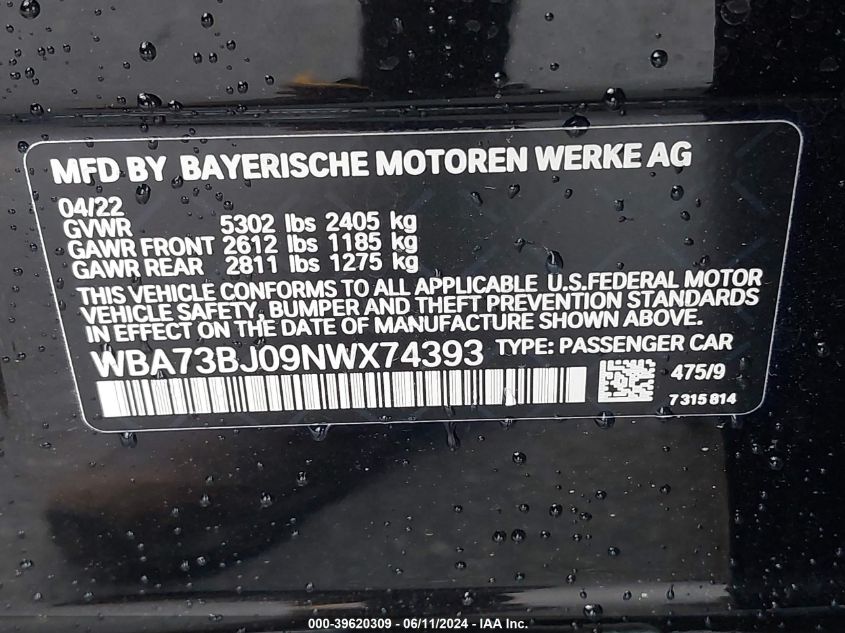 MFD BY BAYERISCHE MOTOREN WERKE AG
04/22
GVWR 5302 lbs 2405 kg
GAWR FRONT 2612 lbs 1185 kg
GAWR REAR 2811 lbs 1275 kg
THIS VEHICLE CONFORMS TO ALL APPLICABLE U.S.FEDERAL MOTOR
VEHICLE SAFETY, BUMPER AND THEFT PREVENTION STANDARDS
IN EFFECT ON THE DATE OF MANUFACTURE SHOWN ABOVE.
WBA73BJ09NWX74393 TYPE: PASSENGER CAR
475/9
7 315 814
000-39620309 - 06/11/2024 - IAA Inc.